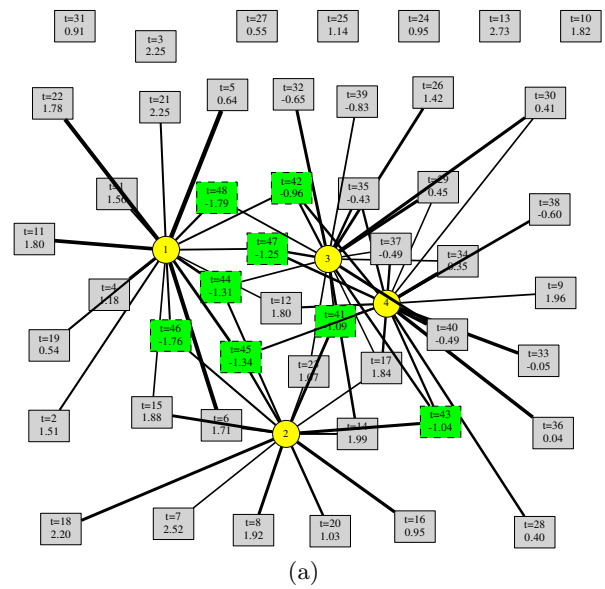 t=31
0.91
t=3
2.25
t=27
0.55
t=25
1.14
t=24
0.95
t=13
2.73
t=10
1.82
t=22
1.78
t=21
2.25
t=5
0.64
t=32
-0.65
t=39
-0.83
t=26
1.42
t=30
0.41
t=1
1.56
t=48
-1.79
t=42
-0.96
t=35
-0.43
t=29
0.45
t=38
-0.60
t=11
1.80
1
t=47
-1.25
3
t=37
-0.49
t=34
0.35
t=4
1.18
t=44
-1.31
t=12
1.80
4
t=9
1.96
t=19
0.54
t=46
-1.76
t=45
-1.34
t=41
-1.09
t=40
-0.49
t=33
-0.05
t=23
1.07
t=17
1.84
t=2
1.51
t=15
1.88
t=6
1.71
2
t=14
1.99
t=43
-1.04
t=36
0.04
t=18
2.20
t=7
2.52
t=8
1.92
t=20
1.03
t=16
0.95
t=28
0.40
(a)